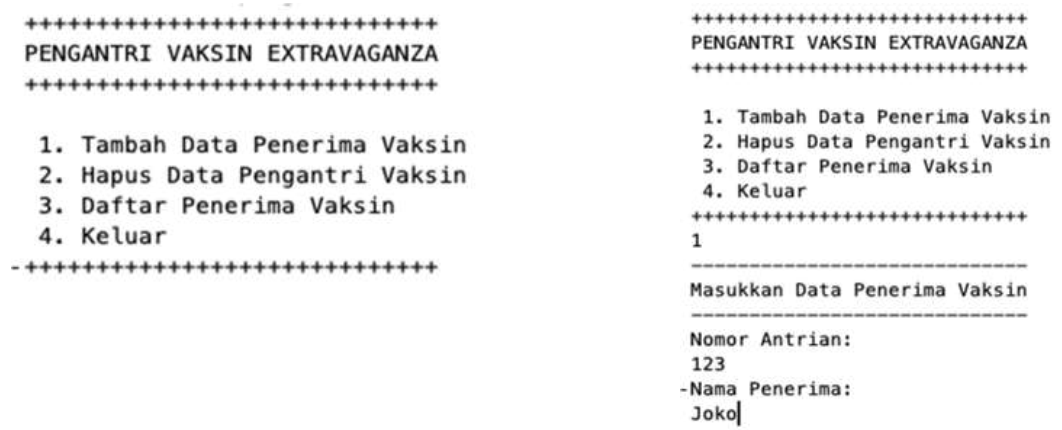 +++++++++++++++++++++++++++++
PENGANTRI VAKSIN EXTRAVAGANZA
+++++++++++++++++++++++++++++
1. Tambah Data Penerima Vaksin
2. Hapus Data Pengantri Vaksin
3. Daftar Penerima Vaksin
4. Keluar
-+++++++++++++++++++++++++++++
+++++++++++++++++++++++++++++
PENGANTRI VAKSIN EXTRAVAGANZA
+++++++++++++++++++++++++++++
1. Tambah Data Penerima Vaksin
2. Hapus Data Pengantri Vaksin
3. Daftar Penerima Vaksin
4. Keluar
+++++++++++++++++++++++++++++
1
-----------------------------
Masukkan Data Penerima Vaksin
-----------------------------
Nomor Antrian:
123
-Nama Penerima:
Joko